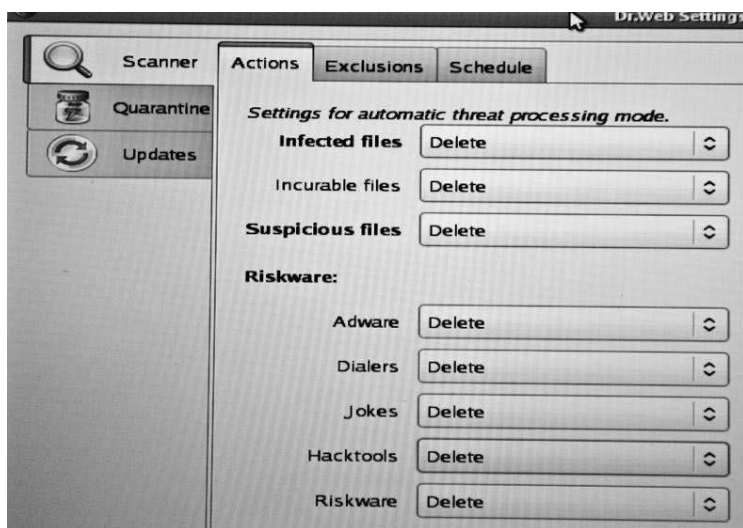 Dr.Web Settings
Scanner
Quarantine
Updates
Actions Exclusions Schedule
Settings for automatic threat processing mode.
Infected files Delete
Incurable files Delete
Suspicious files Delete
Riskware:
Adware Delete
Dialers Delete
Jokes Delete
Hacktools Delete
Riskware Delete